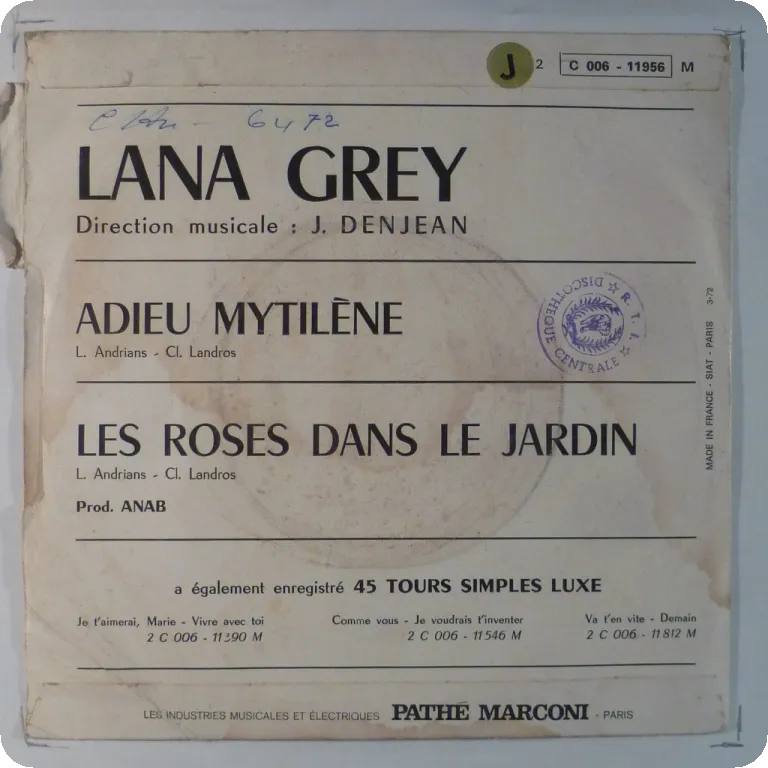 J 2 C 006 - 11956 M
6472
LANA GREY
Direction musicale : J. DENJEAN
ADIEU MYTILÈNE
L. Andrians - Cl. Landros
DISCOTHEQUE CENTRALE ☆ R. T. I. ☆
LES ROSES DANS LE JARDIN
L. Andrians - Cl. Landros
Prod. ANAB
MADE IN FRANCE - SIAT - PARIS 3-72
a également enregistré 45 TOURS SIMPLES LUXE
Je t'aimerai, Marie - Vivre avec toi
2 C 006 - 11390 M
Comme vous - Je voudrais t'inventer
2 C 006 - 11546 M
Va t'en vite - Demain
2 C 006 - 11812 M
LES INDUSTRIES MUSICALES ET ÉLECTRIQUES PATHÉ MARCONI - PARIS